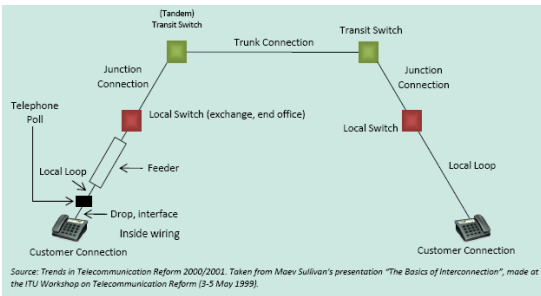 (Tandem)
Transit Switch
Transit Switch
Trunk Connection
Junction
Connection
Junction
Connection
Telephone
Poll
Local Switch (exchange, end office)
Local Switch
Local Loop
Feeder
Local Loop
Drop, interface
Inside wiring
Customer Connection
Customer Connection
Source: Trends in Telecommunication Reform 2000/2001. Taken from Maev Sullivan's presentation "The Basics of Interconnection", made at
the ITU Workshop on Telecommunication Reform (3-5 May 1999).